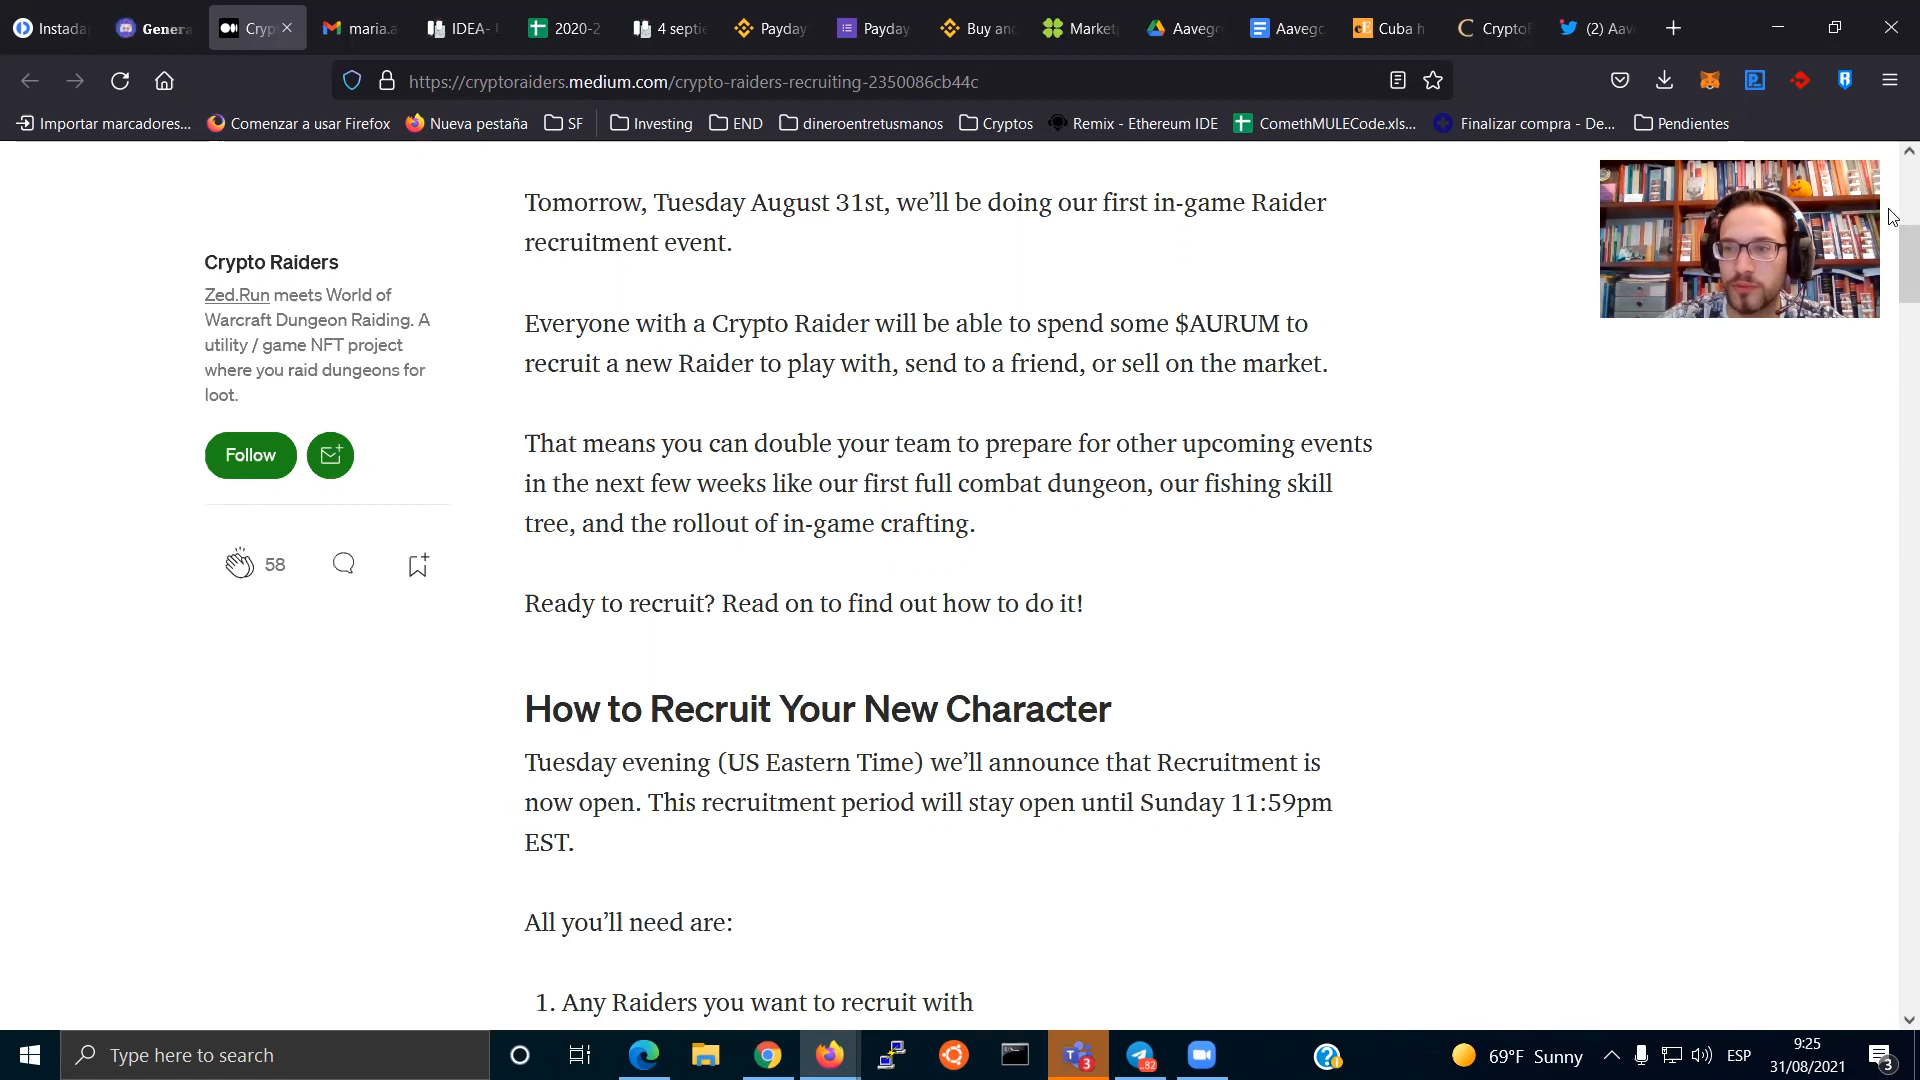 Instada
Genera
Cryp
maria.a
IDEA-
2020-2
4 septie
Payday
Payday
Buy an
Market
Aaveg
Aavego
Cuba h
Crypto
(2) Aav
https://cryptoraiders.medium.com/crypto-raiders-recruiting-2350086cb44c
Importar marcadores...
Comenzar a usar Firefox
Nueva pestaña
SF
Investing
END
dineroentretusmanos
Cryptos
Remix - Ethereum IDE
ComethMULECode.xls...
Finalizar compra - De...
Pendientes
Crypto Raiders
Zed.Run meets World of
Warcraft Dungeon Raiding. A
utility / game NFT project
where you raid dungeons for
loot.
Follow
58
Tomorrow, Tuesday August 31st, we’ll be doing our first in-game Raider
recruitment event.
Everyone with a Crypto Raider will be able to spend some $AURUM to
recruit a new Raider to play with, send to a friend, or sell on the market.
That means you can double your team to prepare for other upcoming events
in the next few weeks like our first full combat dungeon, our fishing skill
tree, and the rollout of in-game crafting.
Ready to recruit? Read on to find out how to do it!
How to Recruit Your New Character
Tuesday evening (US Eastern Time) we’ll announce that Recruitment is
now open. This recruitment period will stay open until Sunday 11:59pm
EST.
All you’ll need are:
1. Any Raiders you want to recruit with
Type here to search
3
82
69°F Sunny
ESP
9:25
31/08/2021
3